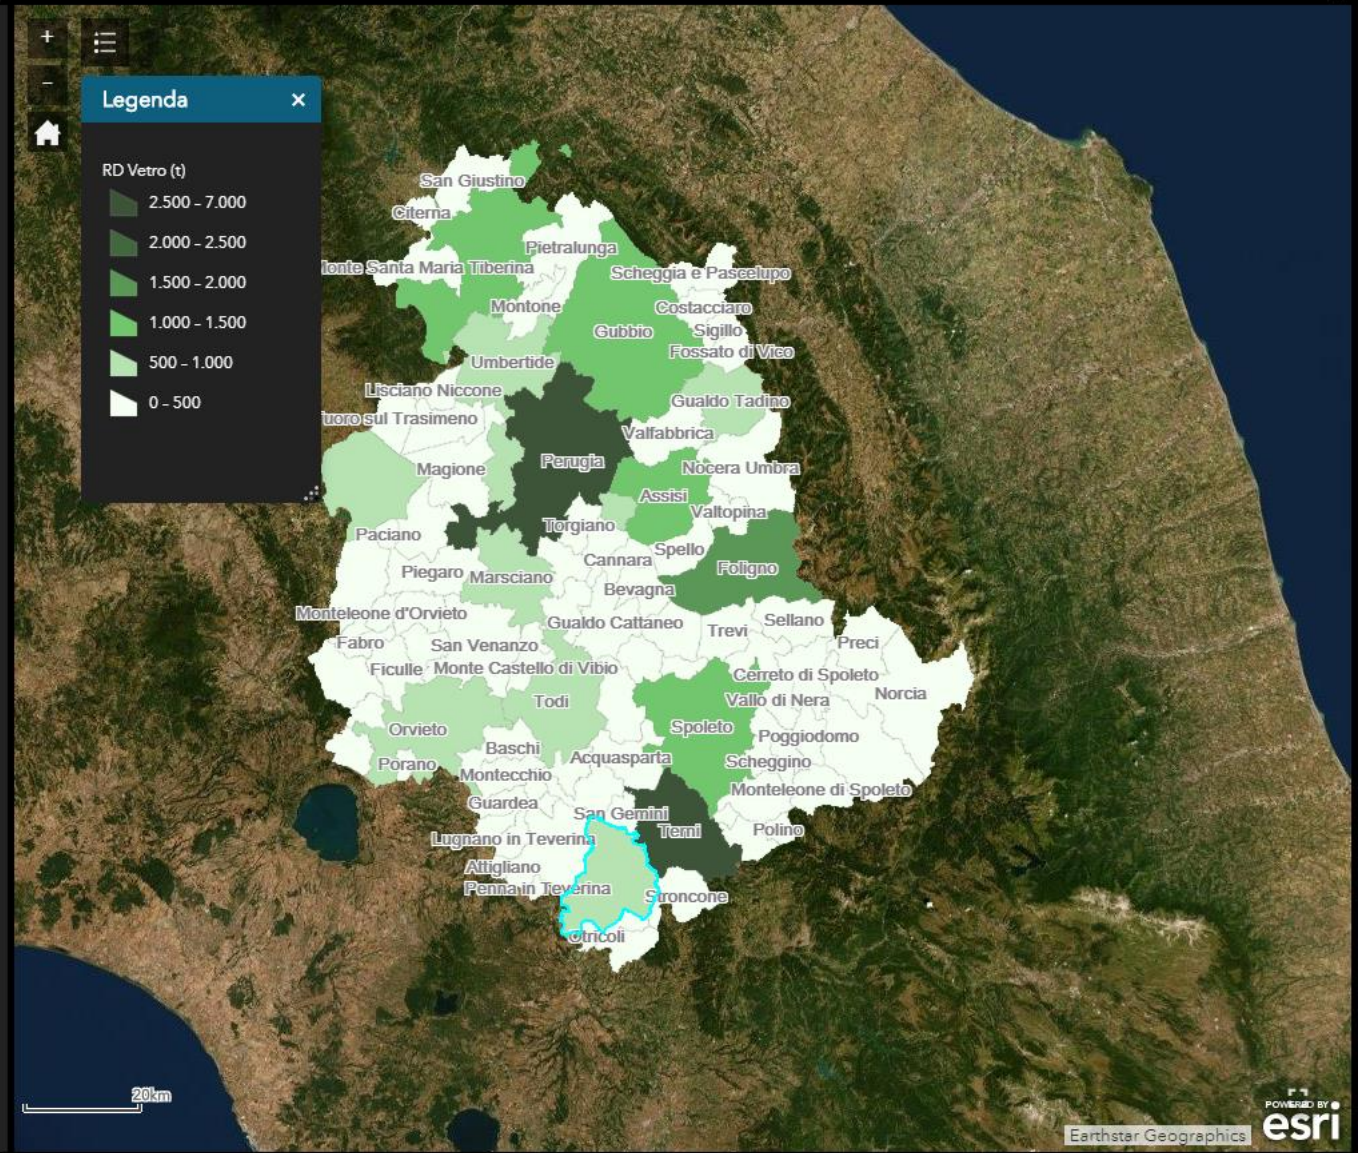 +
-
Legenda ×
RD Vetro (t)
2.500 – 7.000
2.000 – 2.500
1.500 – 2.000
1.000 – 1.500
500 – 1.000
0 – 500
San Giustino
Citerna
Pietralunga
onte Santa Maria Tiberina
Scheggia e Pascelupo
Montone
Costacciaro
Gubbio
Sigillo
Fossato di Vico
Umbertide
Lisciano Niccone
Gualdo Tadino
uoro sul Trasimeno
Valfabbrica
Magione
Perugia
Nocera Umbra
Assisi
Valtopina
Paciano
Torgiano
Spello
Cannara
Foligno
Piegaro
Marsciano
Bevagna
Monteleone d'Orvieto
Gualdo Cattaneo
Trevi
Sellano
Fabro
San Venanzo
Preci
Ficulle
Monte Castello di Vibio
Cerreto di Spoleto
Norcia
Todi
Vallo di Nera
Orvieto
Spoleto
Poggiodomo
Baschi
Acquasparta
Porano
Scheggino
Montecchio
Monteleone di Spoleto
Guardea
San Gemini
Terni
Polino
Lugnano in Teverina
Attigliano
Penna in Teverina
Stroncone
Otricoli
20km
POWERED BY
esri
Earthstar Geographics